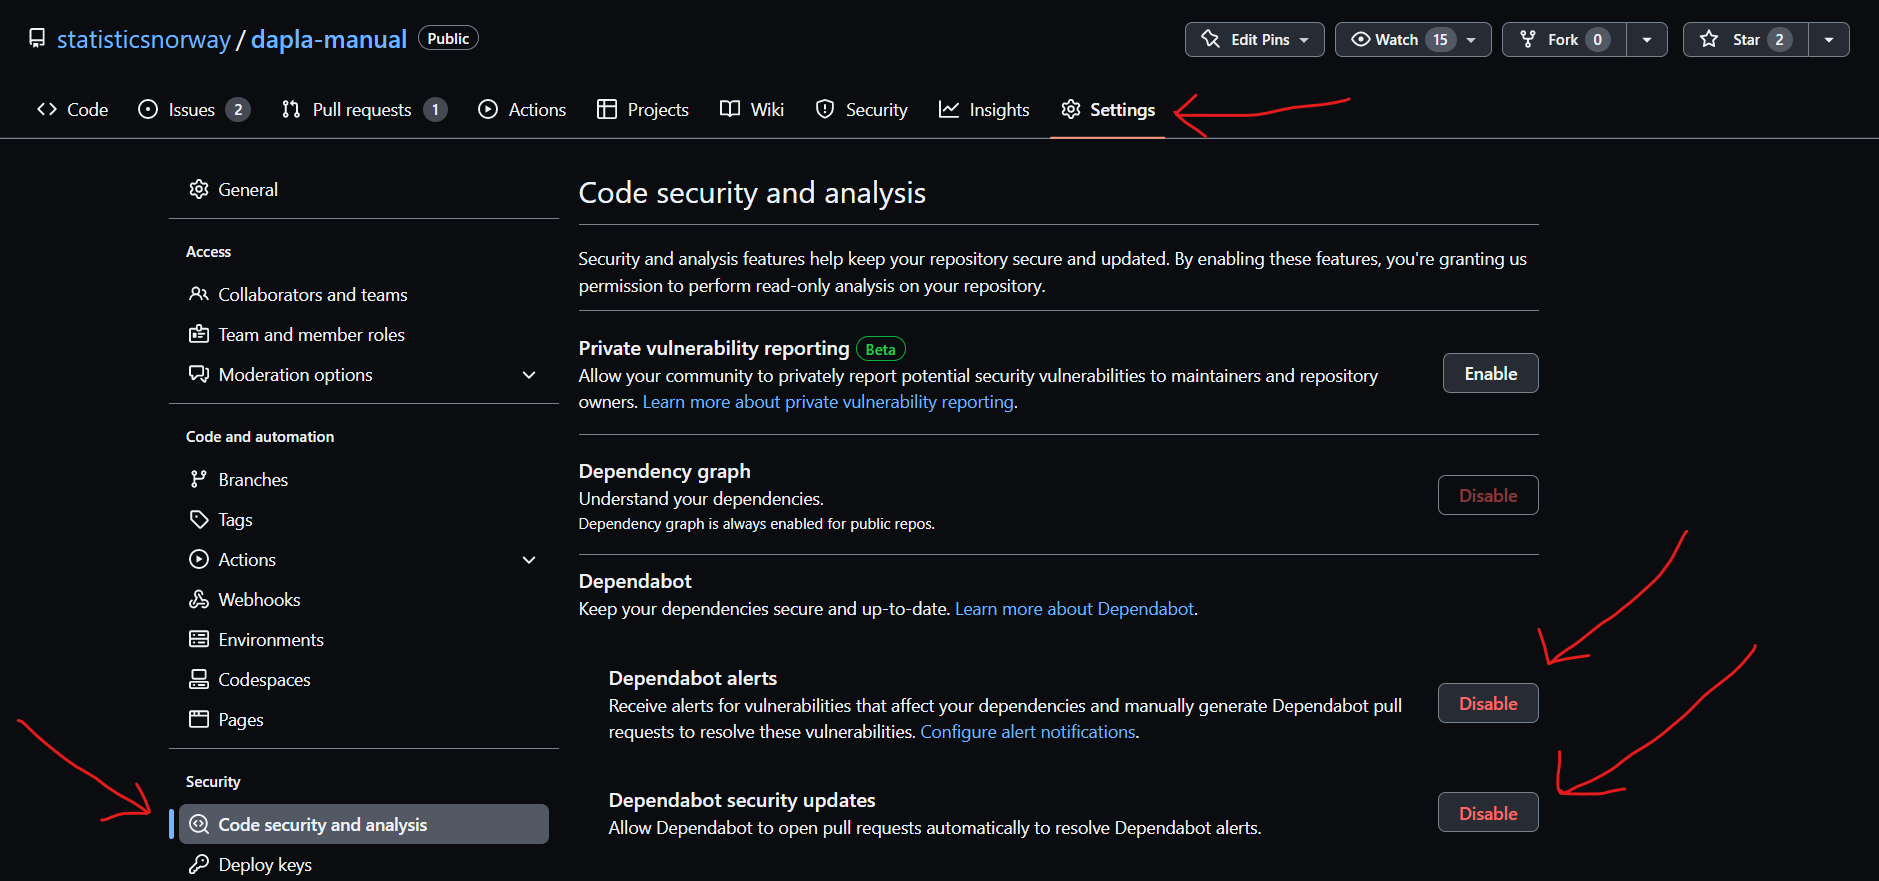 statisticsnorway / dapla-manual Public Edit Pins Watch 15 Fork 0 Star 2
Code Issues 2 Pull requests 1 Actions Projects Wiki Security Insights Settings
General
Access
Collaborators and teams
Team and member roles
Moderation options
Code and automation
Branches
Tags
Actions
Webhooks
Environments
Codespaces
Pages
Security
Code security and analysis
Deploy keys
Code security and analysis
Security and analysis features help keep your repository secure and updated. By enabling these features, you're granting us
permission to perform read-only analysis on your repository.
Private vulnerability reporting Beta
Allow your community to privately report potential security vulnerabilities to maintainers and repository
owners. Learn more about private vulnerability reporting.
Enable
Dependency graph
Understand your dependencies.
Dependency graph is always enabled for public repos.
Disable
Dependabot
Keep your dependencies secure and up-to-date. Learn more about Dependabot.
Dependabot alerts
Receive alerts for vulnerabilities that affect your dependencies and manually generate Dependabot pull
requests to resolve these vulnerabilities. Configure alert notifications.
Disable
Dependabot security updates
Allow Dependabot to open pull requests automatically to resolve Dependabot alerts.
Disable